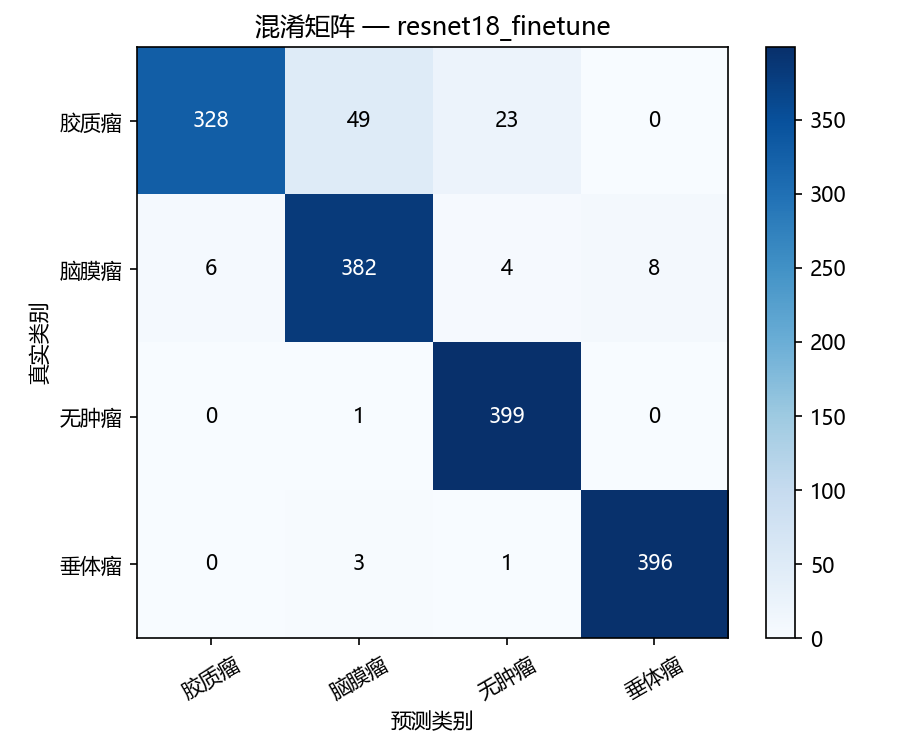 混淆矩阵 — resnet18_finetune
真实类别
胶质瘤 328 49 23 0
脑膜瘤 6 382 4 8
无肿瘤 0 1 399 0
垂体瘤 0 3 1 396
胶质瘤 脑膜瘤 无肿瘤 垂体瘤
预测类别
350
300
250
200
150
100
50
0